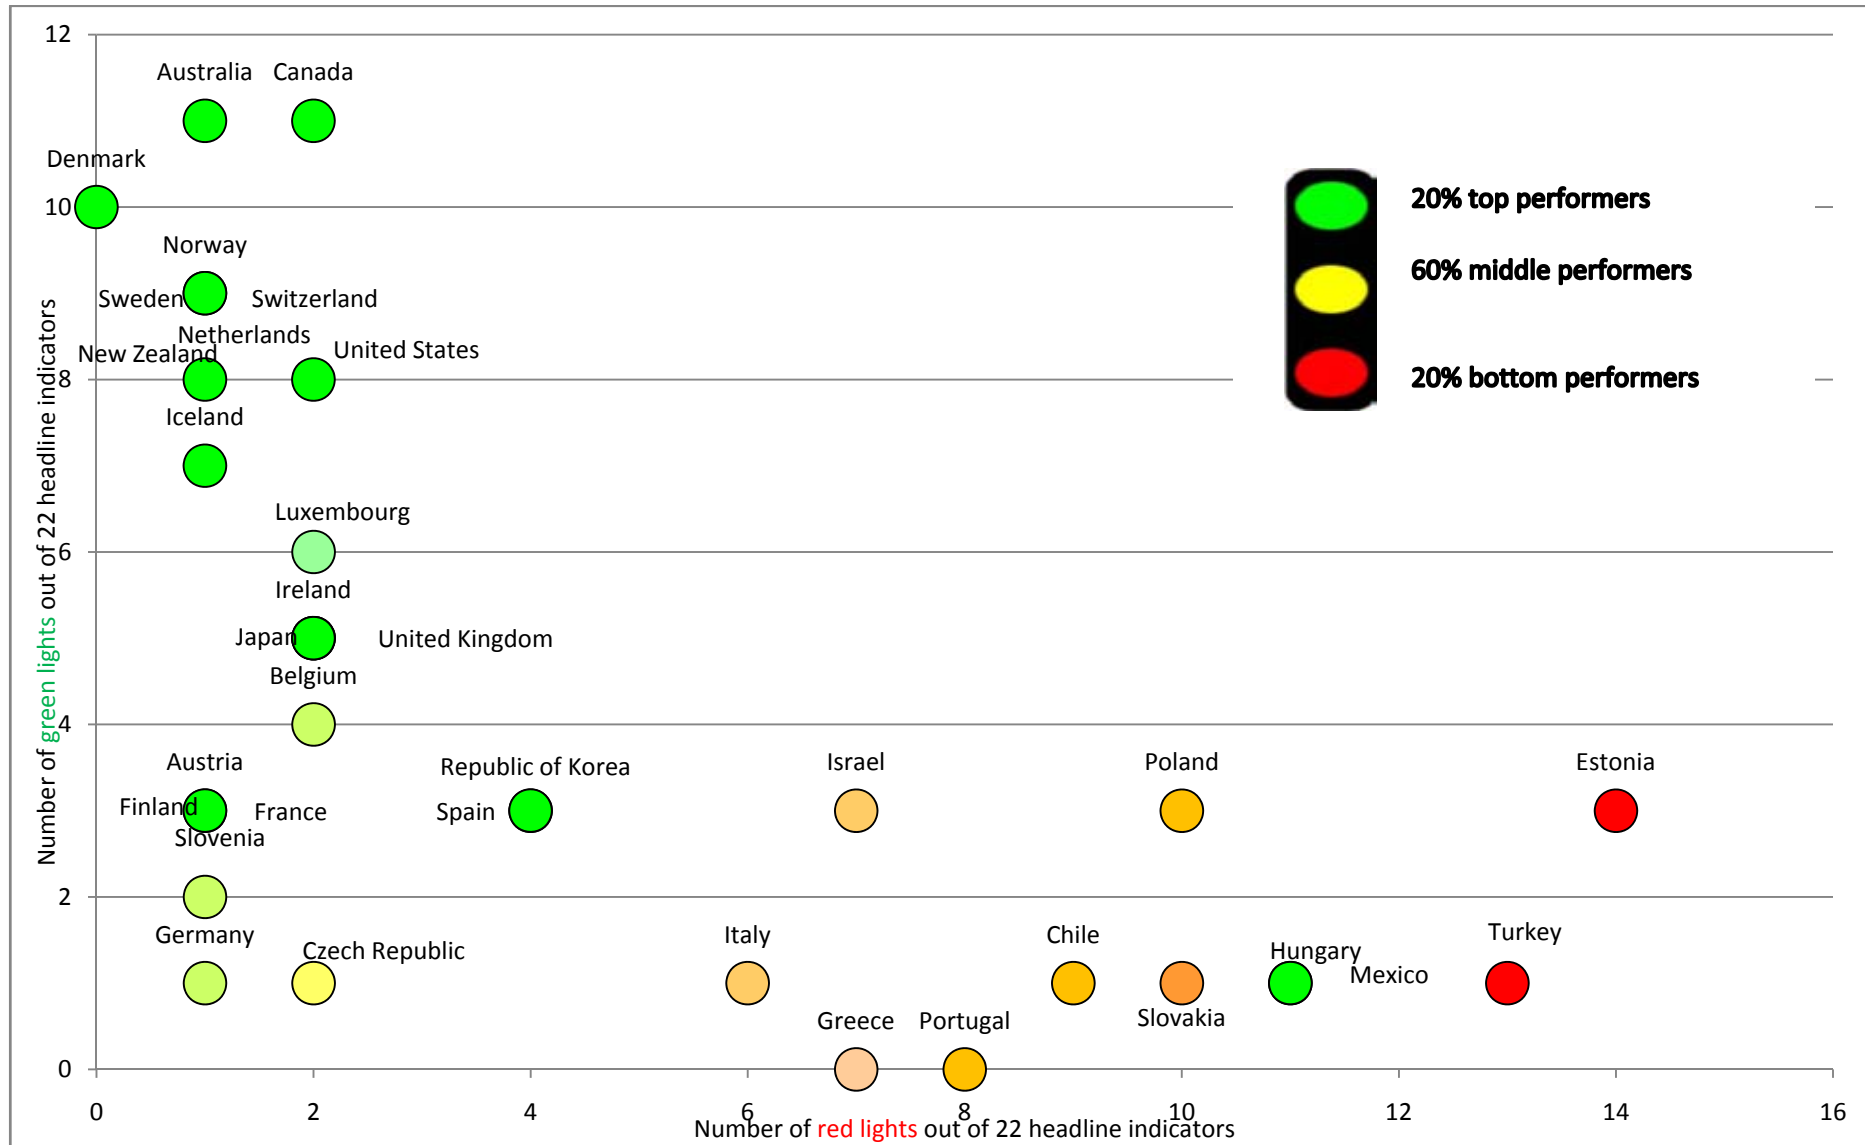 12
Australia Canada
Denmark
10
20% top performers
Norway
60% middle performers
Sweden Switzerland
Netherlands
New Zealand United States
8
20% bottom performers
Iceland
Luxembourg
6
Ireland
Japan United Kingdom
Belgium
4
Austria Republic of Korea Israel Poland Estonia
Finland France Spain
Slovenia
2
Germany Czech Republic Italy Chile Hungary Turkey
Mexico
Greece Portugal Slovakia
0
0 2 4 6 8 10 12 14 16
Number of red lights out of 22 headline indicators
Number of green lights out of 22 headline indicators